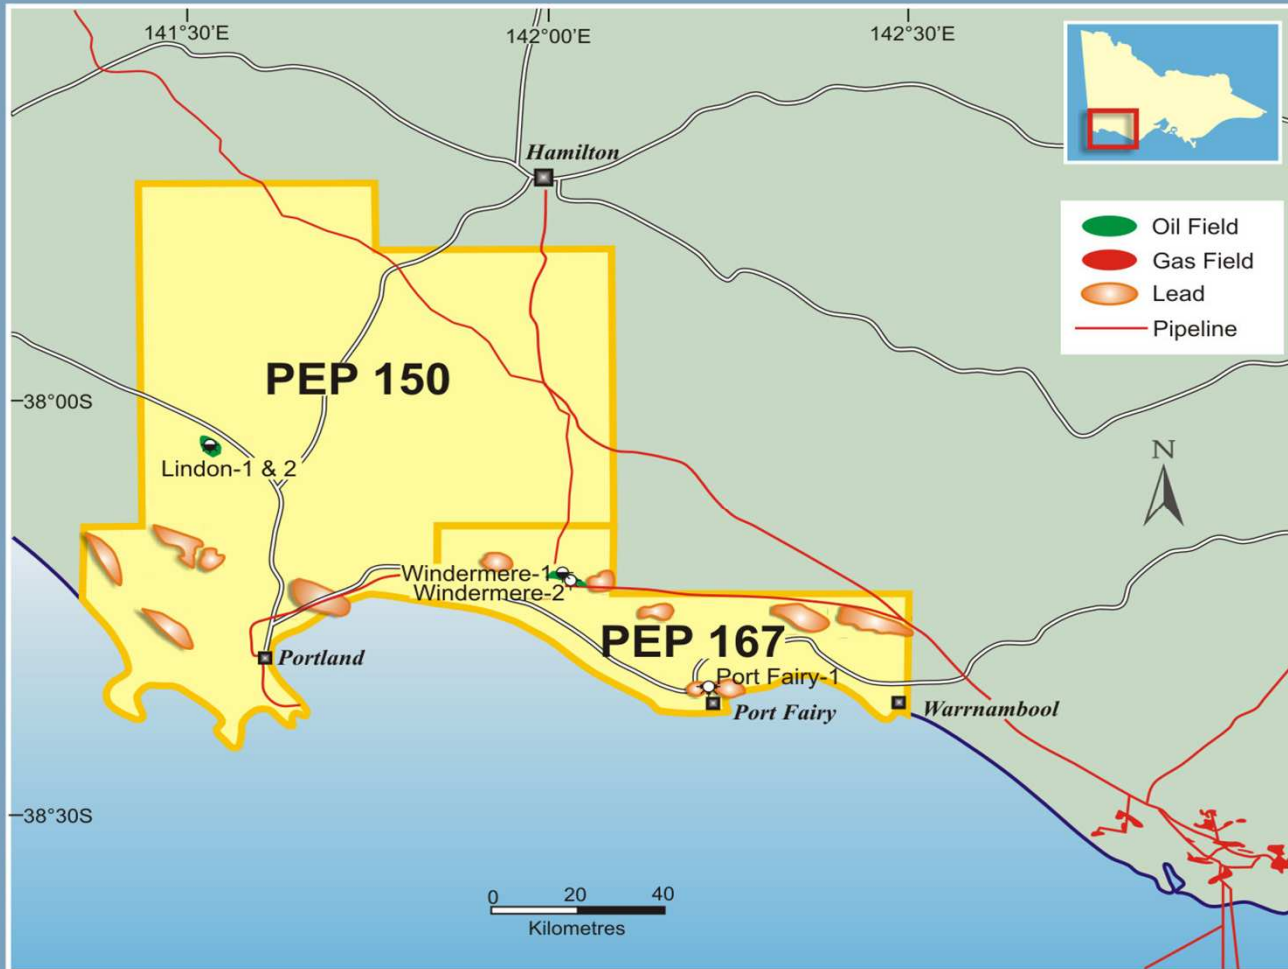 141°30'E
142°00'E
142°30'E
Hamilton
Oil Field
Gas Field
Lead
Pipeline
PEP 150
38°00S
Lindon-1 & 2
N
Windermere-1
Windermere-2
PEP 167
Portland
Port Fairy-1
Port Fairy
Warrnambool
38°30S
0 20 40
Kilometres